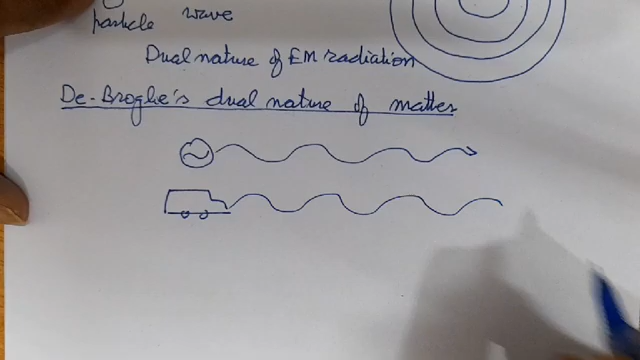 particle wave
Dual nature of EM radiation
De-Broglie's dual nature of matter